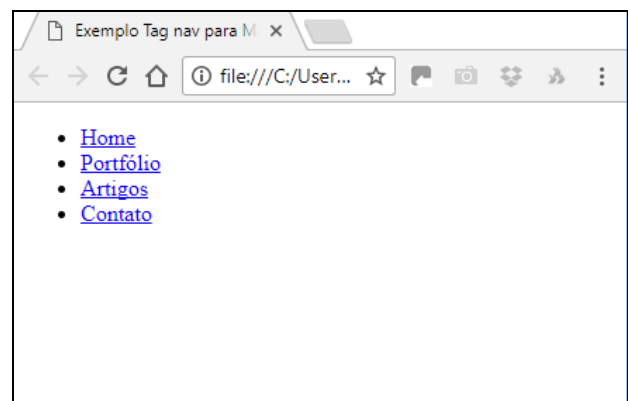 Exemplo Tag nav para M
file:///C:/User...
Home
Portfólio
Artigos
Contato